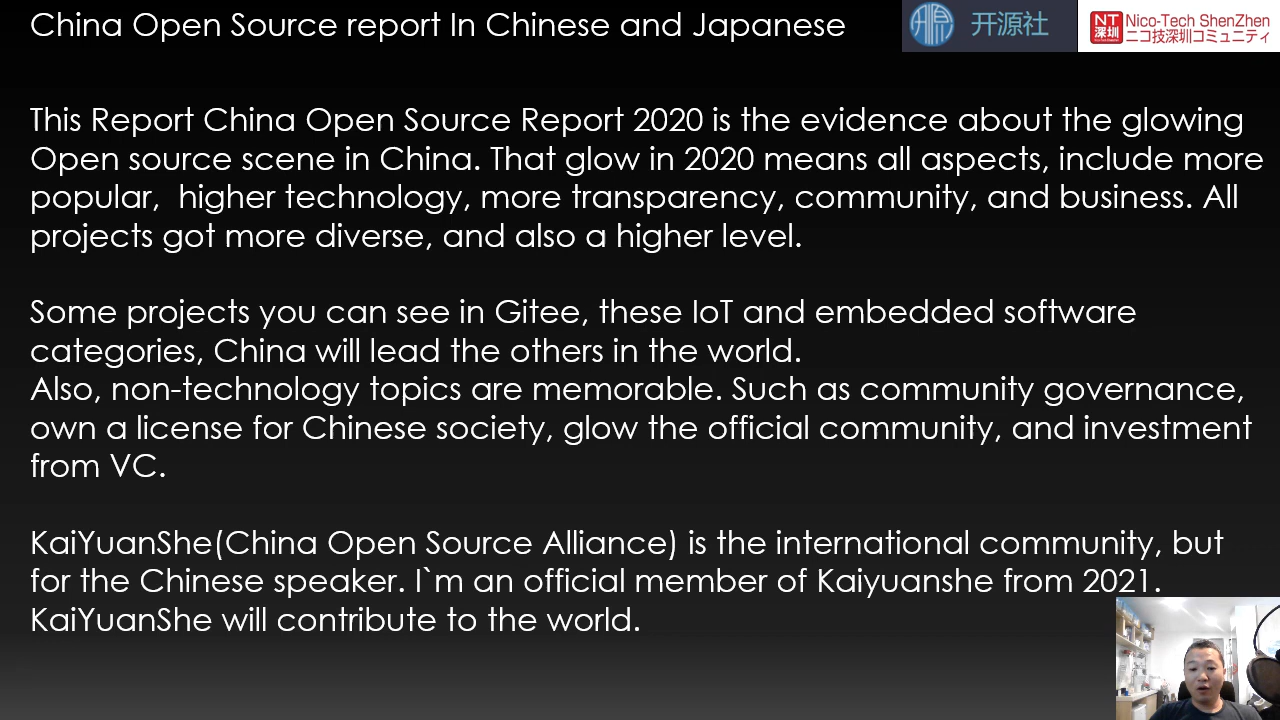 China Open Source report In Chinese and Japanese
开源社
NT
深圳
Nico-Tech ShenZhen
ニコ技深圳コミュニティ
This Report China Open Source Report 2020 is the evidence about the glowing
Open source scene in China. That glow in 2020 means all aspects, include more
popular,  higher technology, more transparency, community, and business. All
projects got more diverse, and also a higher level.
Some projects you can see in Gitee, these IoT and embedded software
categories, China will lead the others in the world.
Also, non-technology topics are memorable. Such as community governance,
own a license for Chinese society, glow the official community, and investment
from VC.
KaiYuanShe(China Open Source Alliance) is the international community, but
for the Chinese speaker. I`m an official member of Kaiyuanshe from 2021.
KaiYuanShe will contribute to the world.